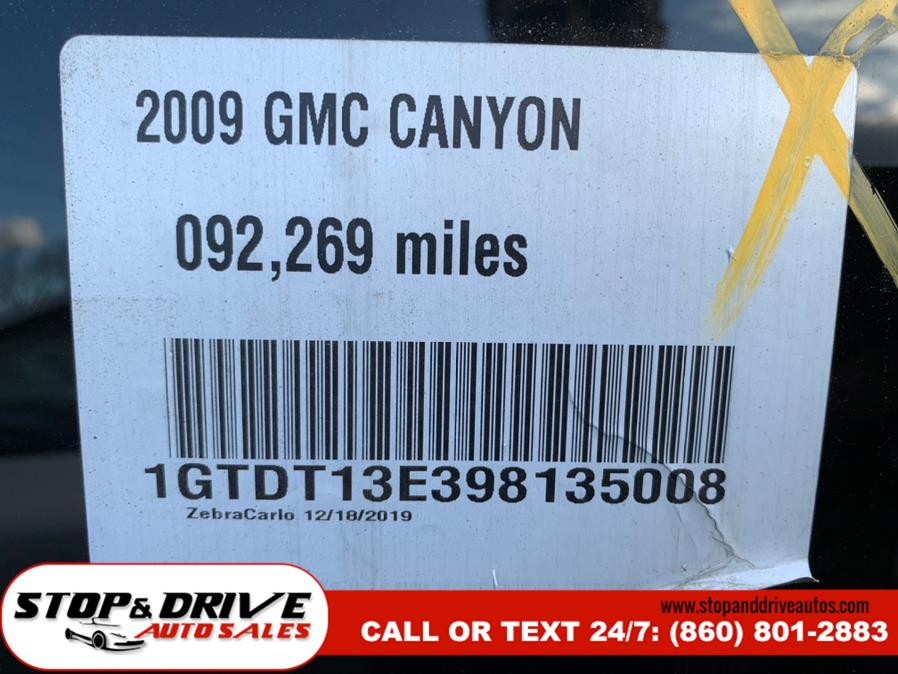 2009 GMC CANYON
092,269 miles
1GTDT13E398135008
ZebraCarlo 12/18/2019
STOP & DRIVE
AUTO SALES
www.stopanddriveautos.com
CALL OR TEXT 24/7: (860) 801-2883